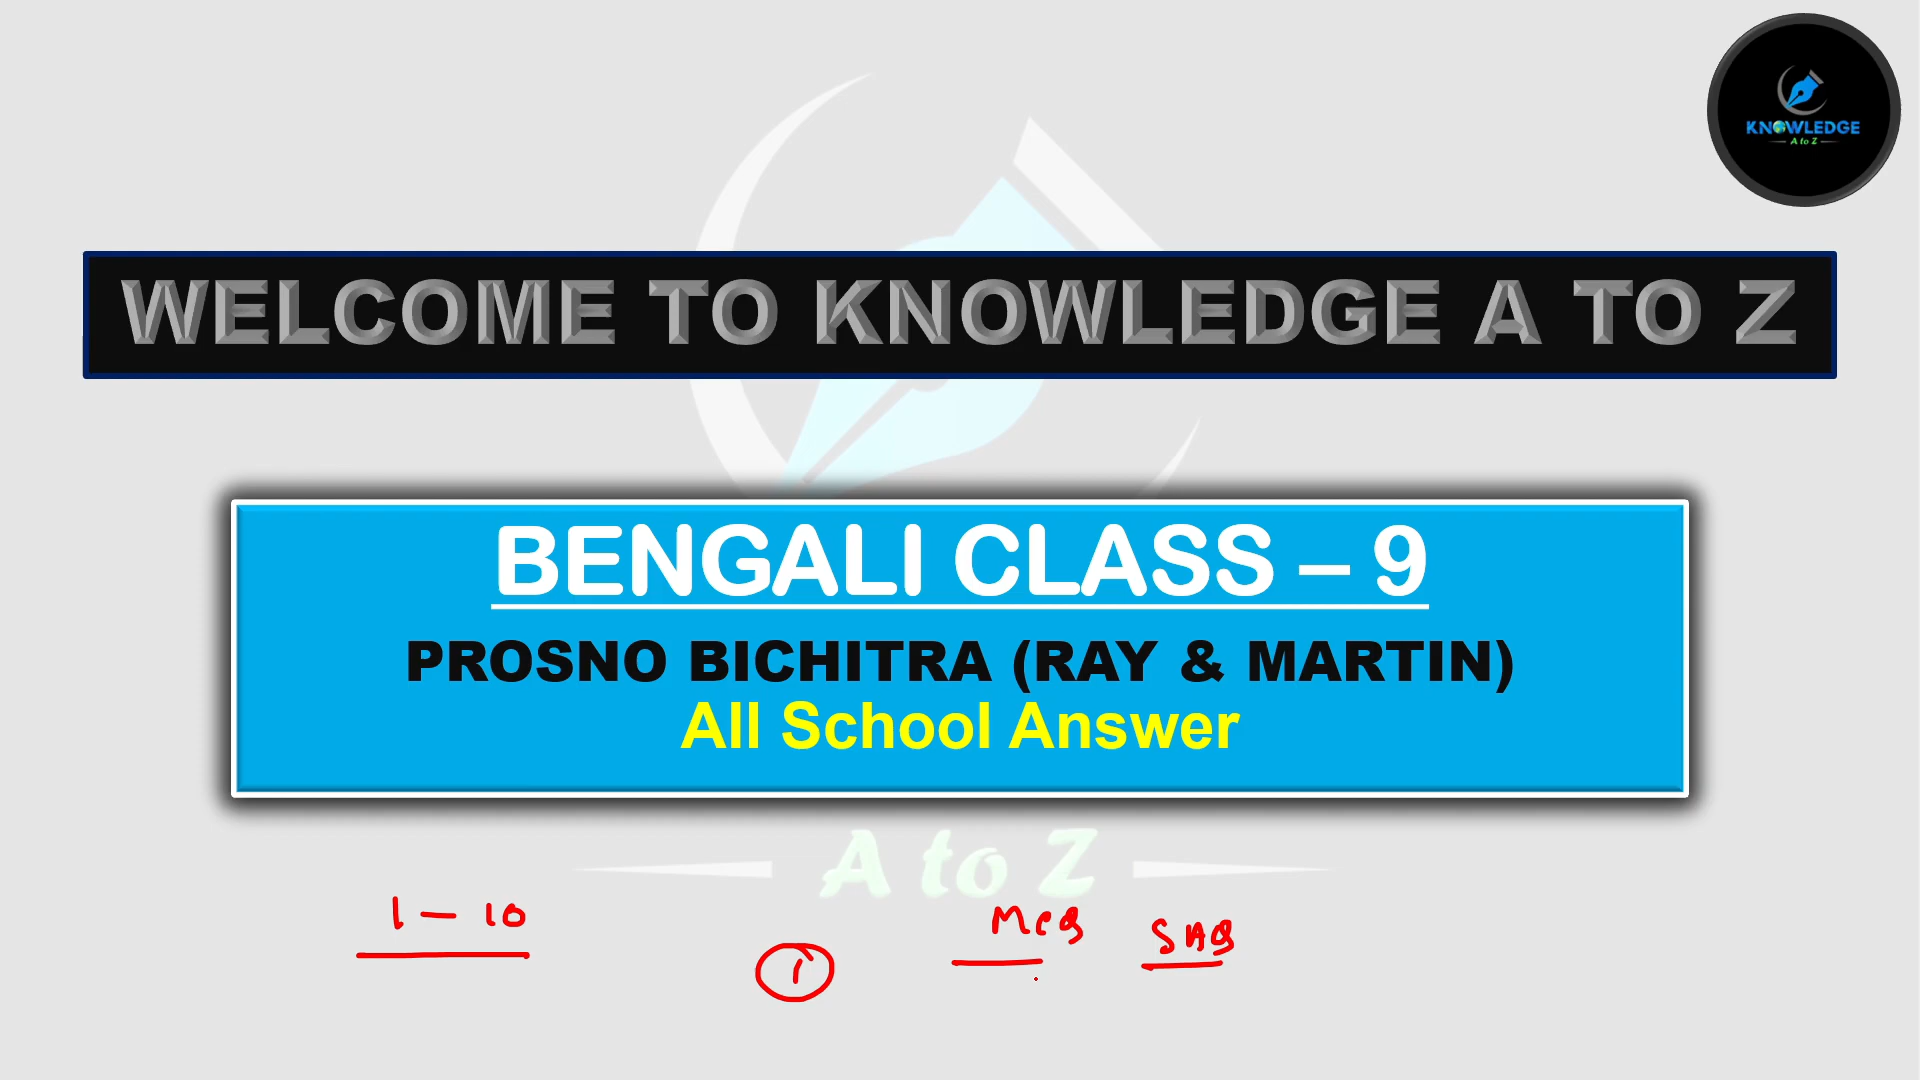 KNOWLEDGE
A to Z
WELCOME TO KNOWLEDGE A TO Z
BENGALI CLASS – 9
PROSNO BICHITRA (RAY & MARTIN)
All School Answer
A to Z
1 – 10
1
MCQ
SAQ